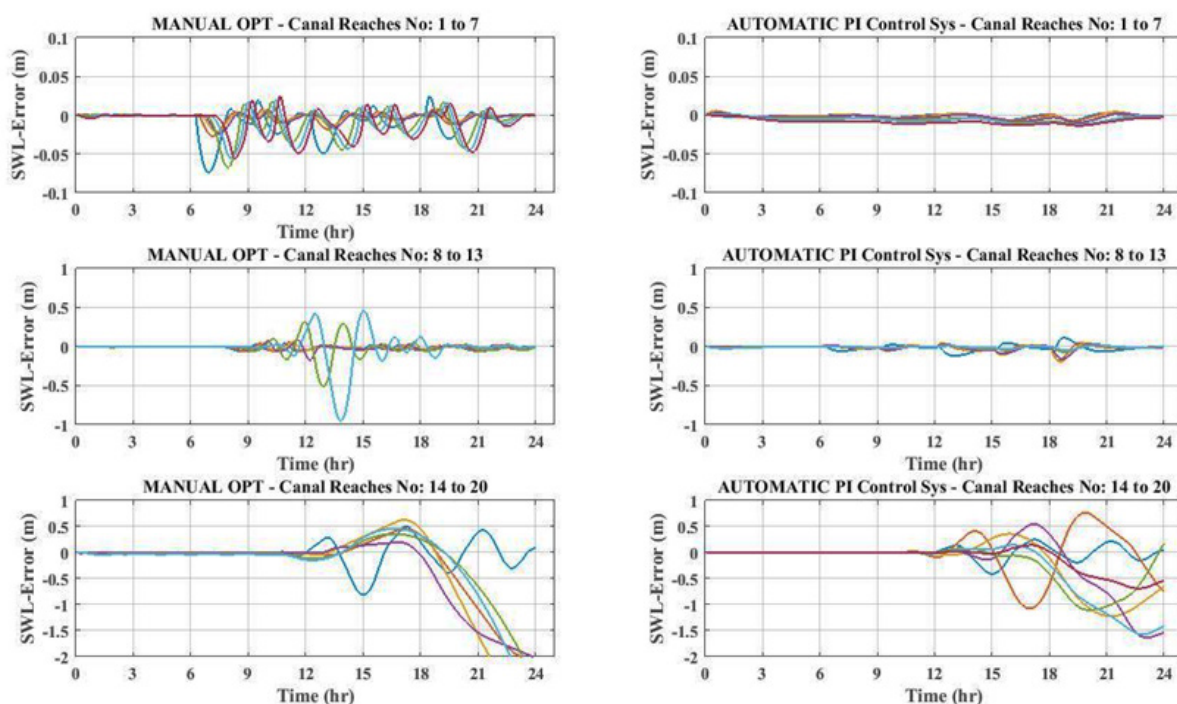 MANUAL OPT - Canal Reaches No: 1 to 7
0.1
0.05
0
-0.05
-0.1
SWL-Error (m)
0 3 6 9 12 15 18 21 24
Time (hr)
AUTOMATIC PI Control Sys - Canal Reaches No: 1 to 7
0.1
0.05
0
-0.05
-0.1
SWL-Error (m)
0 3 6 9 12 15 18 21 24
Time (hr)
MANUAL OPT - Canal Reaches No: 8 to 13
1
0.5
0
-0.5
-1
SWL-Error (m)
0 3 6 9 12 15 18 21 24
Time (hr)
AUTOMATIC PI Control Sys - Canal Reaches No: 8 to 13
1
0.5
0
-0.5
-1
SWL-Error (m)
0 3 6 9 12 15 18 21 24
Time (hr)
MANUAL OPT - Canal Reaches No: 14 to 20
1
0.5
0
-0.5
-1
-1.5
-2
SWL-Error (m)
0 3 6 9 12 15 18 21 24
Time (hr)
AUTOMATIC PI Control Sys - Canal Reaches No: 14 to 20
1
0.5
0
-0.5
-1
-1.5
-2
SWL-Error (m)
0 3 6 9 12 15 18 21 24
Time (hr)